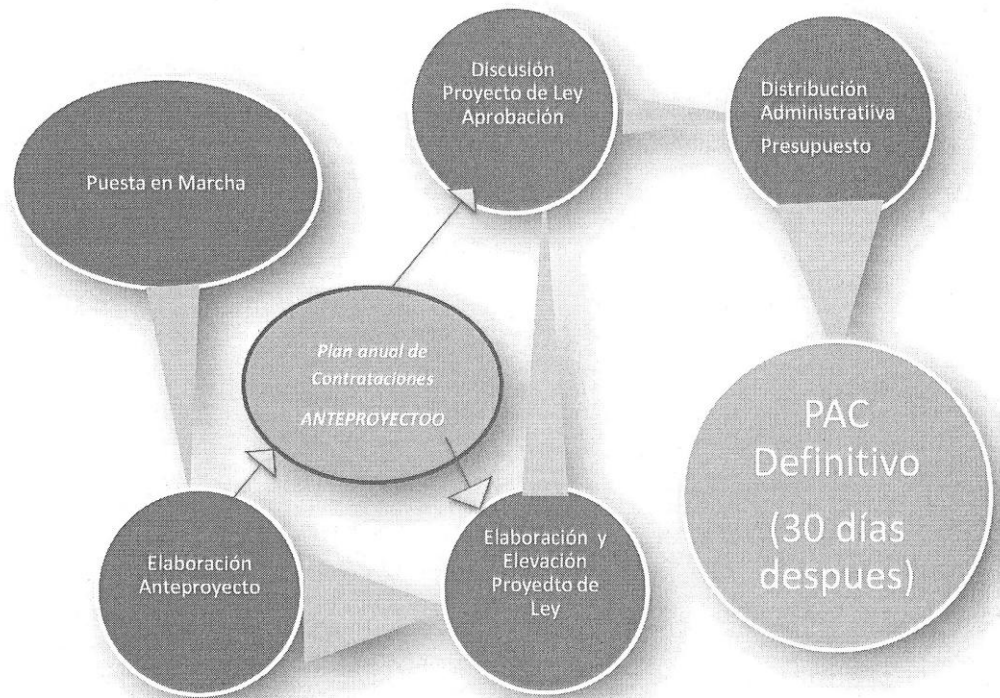 Discusión
Proyecto de Ley
Aprobación
Distribución
Administratiiva
Presupuesto
Puesta en Marcha
Plan anual de
Contrataciones
ANTEPROYECTOO
PAC
Definitivo
(30 días
despues)
Elaboración
Anteproyecto
Elaboración y
Elevación
Proyedto de
Ley